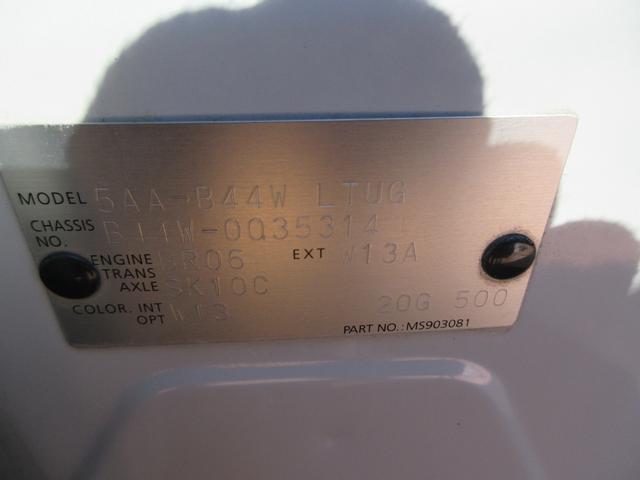 MODEL 5AA-B44W LTUG
CHASSIS NO. B44W-0035314
ENGINE BR06 EXT W13A
TRANS AXLE SK10C
COLOR. INT W13 20G 500
OPT
PART NO.: MS903081